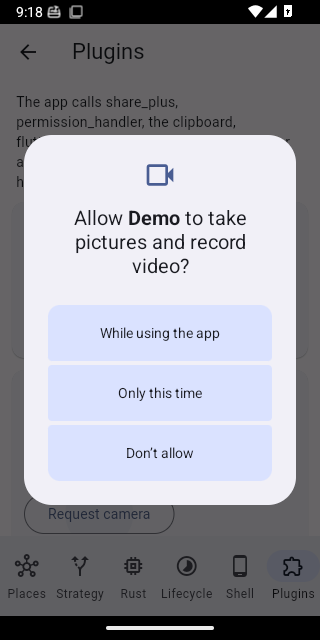 9:18
Plugins
The app calls share_plus,
permission_handler, the clipboard,
Allow Demo to take
pictures and record
video?
While using the app
Only this time
Don't allow
Request camera
Places Strategy Rust Lifecycle Shell Plugins